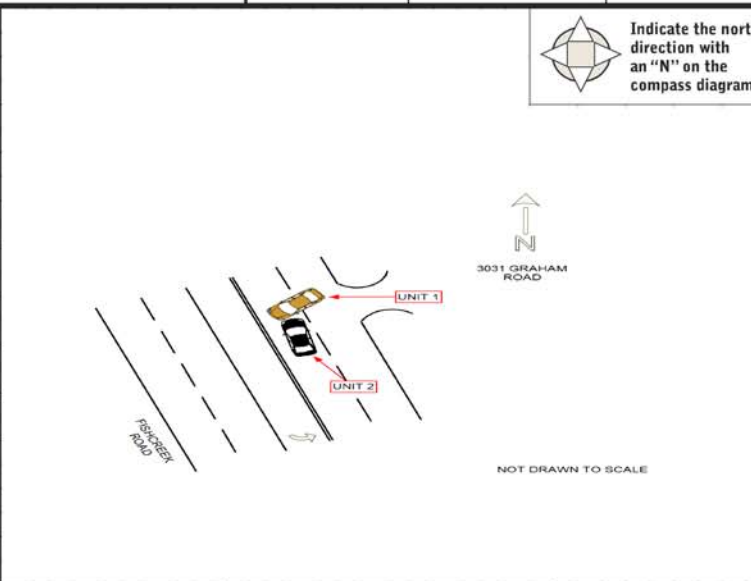 Indicate the nort
direction with
an "N" on the
compass diagram
N
3031 GRAHAM
ROAD
UNIT 1
UNIT 2
FISHCREEK
ROAD
NOT DRAWN TO SCALE